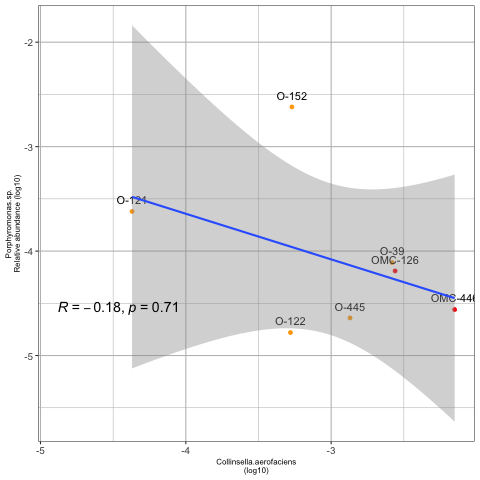 -2
-3
-4
-5
Porphyromonas.sp.
Relative abundance (log10)
O-152
O-121
O-39
OMC-126
OMC-446
O-445
O-122
R = −0.18, p = 0.71
-5
-4
-3
Collinsella.aerofaciens
(log10)